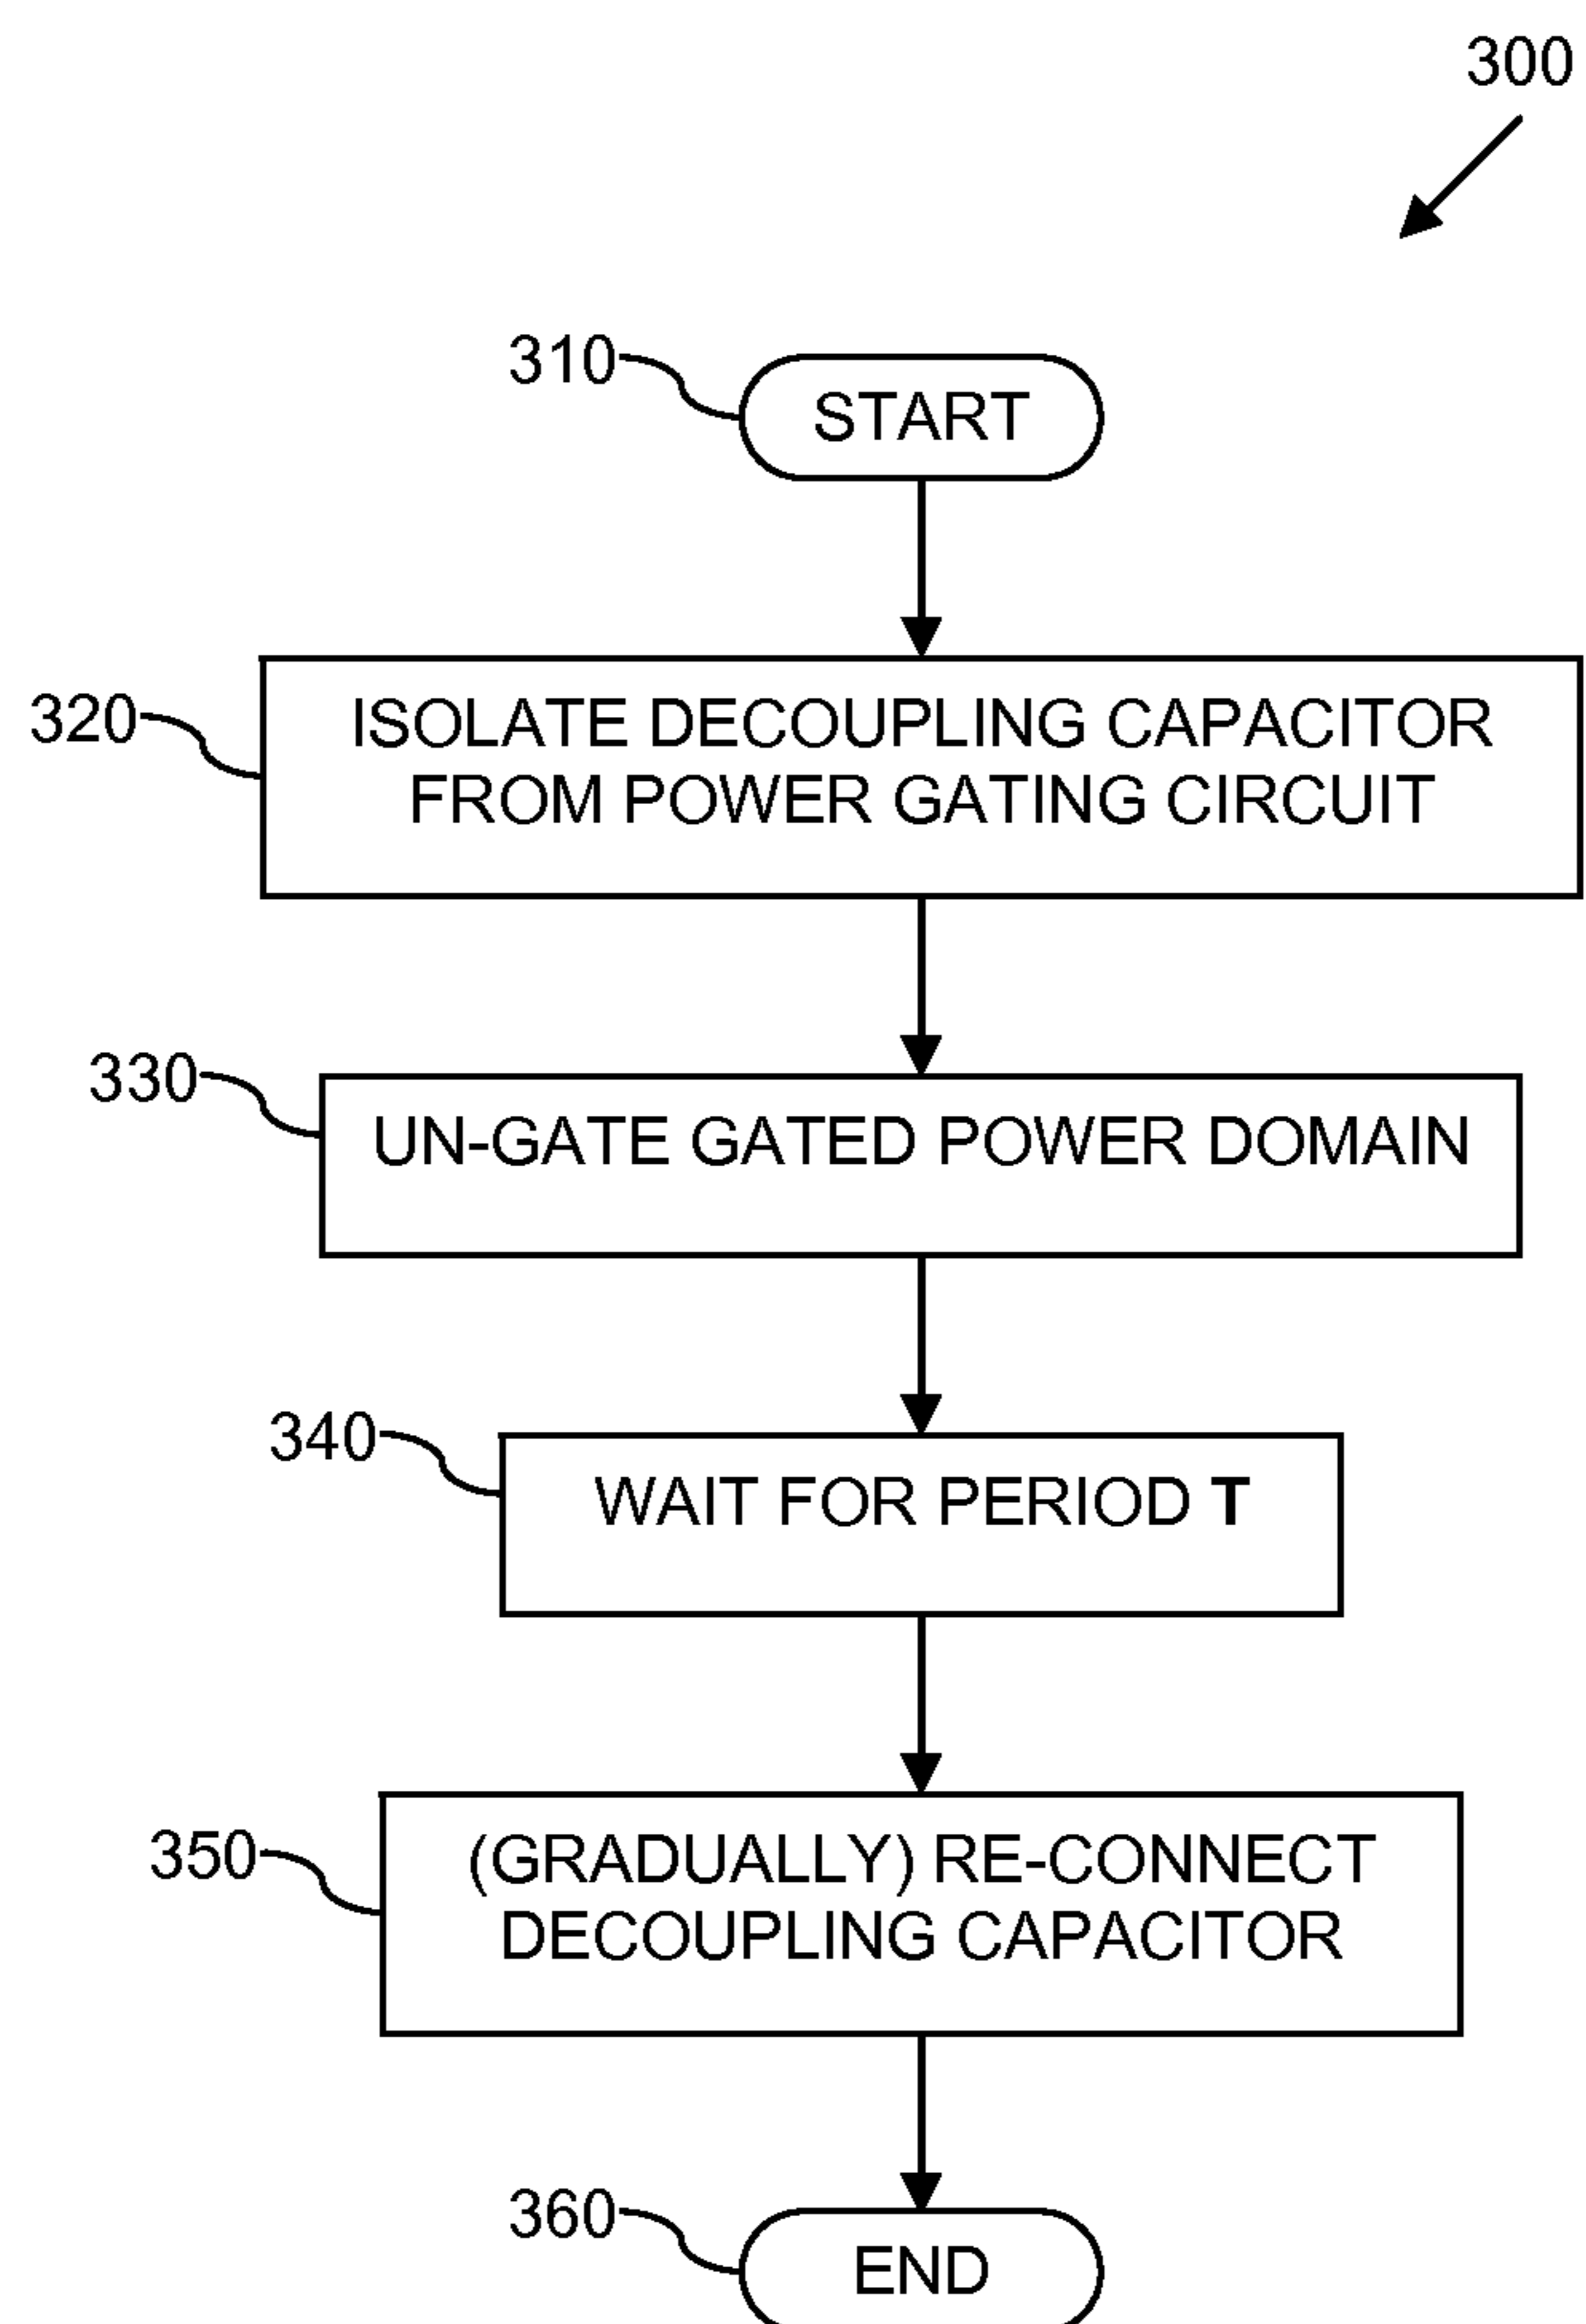 300
310
START
320
ISOLATE DECOUPLING CAPACITOR
FROM POWER GATING CIRCUIT
330
UN-GATE GATED POWER DOMAIN
340
WAIT FOR PERIOD T
350
(GRADUALLY) RE-CONNECT
DECOUPLING CAPACITOR
360
END